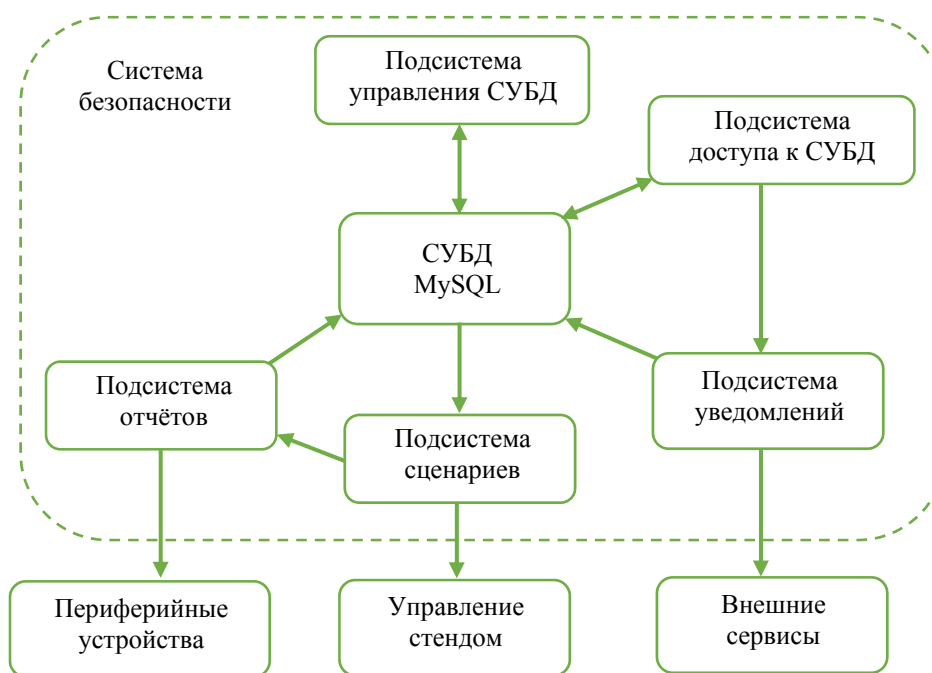 Система
безопасности
Подсистема
управления СУБД
Подсистема
доступа к СУБД
СУБД
MySQL
Подсистема
отчётов
Подсистема
сценариев
Подсистема
уведомлений
Периферийные
устройства
Управление
стендом
Внешние
сервисы